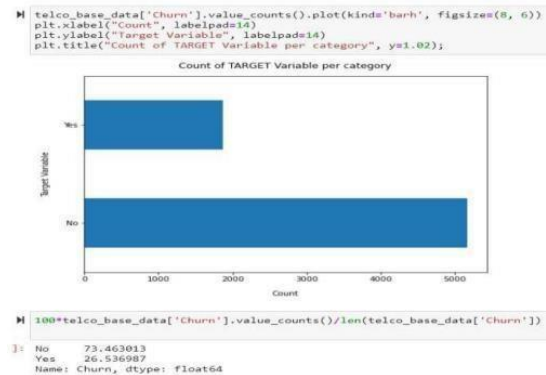 telco_base_data['Churn'].value_counts().plot(kind='barh', figsize=(8, 6))
plt.xlabel("Count", labelpad=14)
plt.ylabel("Target Variable", labelpad=14)
plt.title("Count of TARGET Variable per category", y=1.02);
Count of TARGET Variable per category
Target Variable
Yes
No
0 1000 2000 3000 4000 5000
Count
100*telco_base_data['Churn'].value_counts()/len(telco_base_data['Churn'])
]: No 73.463013
Yes 26.536987
Name: Churn, dtype: float64